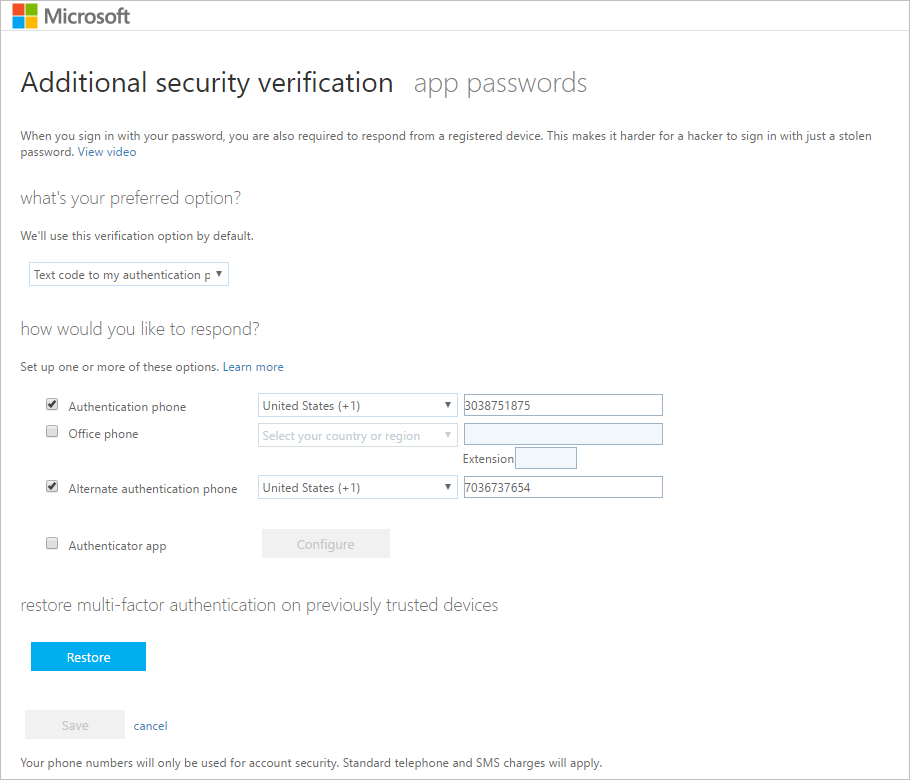 Microsoft
Additional security verification app passwords
When you sign in with your password, you are also required to respond from a registered device. This makes it harder for a hacker to sign in with just a stolen
password. View video
what's your preferred option?
We'll use this verification option by default.
Text code to my authentication p
how would you like to respond?
Set up one or more of these options. Learn more
Authentication phone United States (+1) 3038751875
Office phone Select your country or region
Extension
Alternate authentication phone United States (+1) 7036737654
Authenticator app Configure
restore multi-factor authentication on previously trusted devices
Restore
Save cancel
Your phone numbers will only be used for account security. Standard telephone and SMS charges will apply.